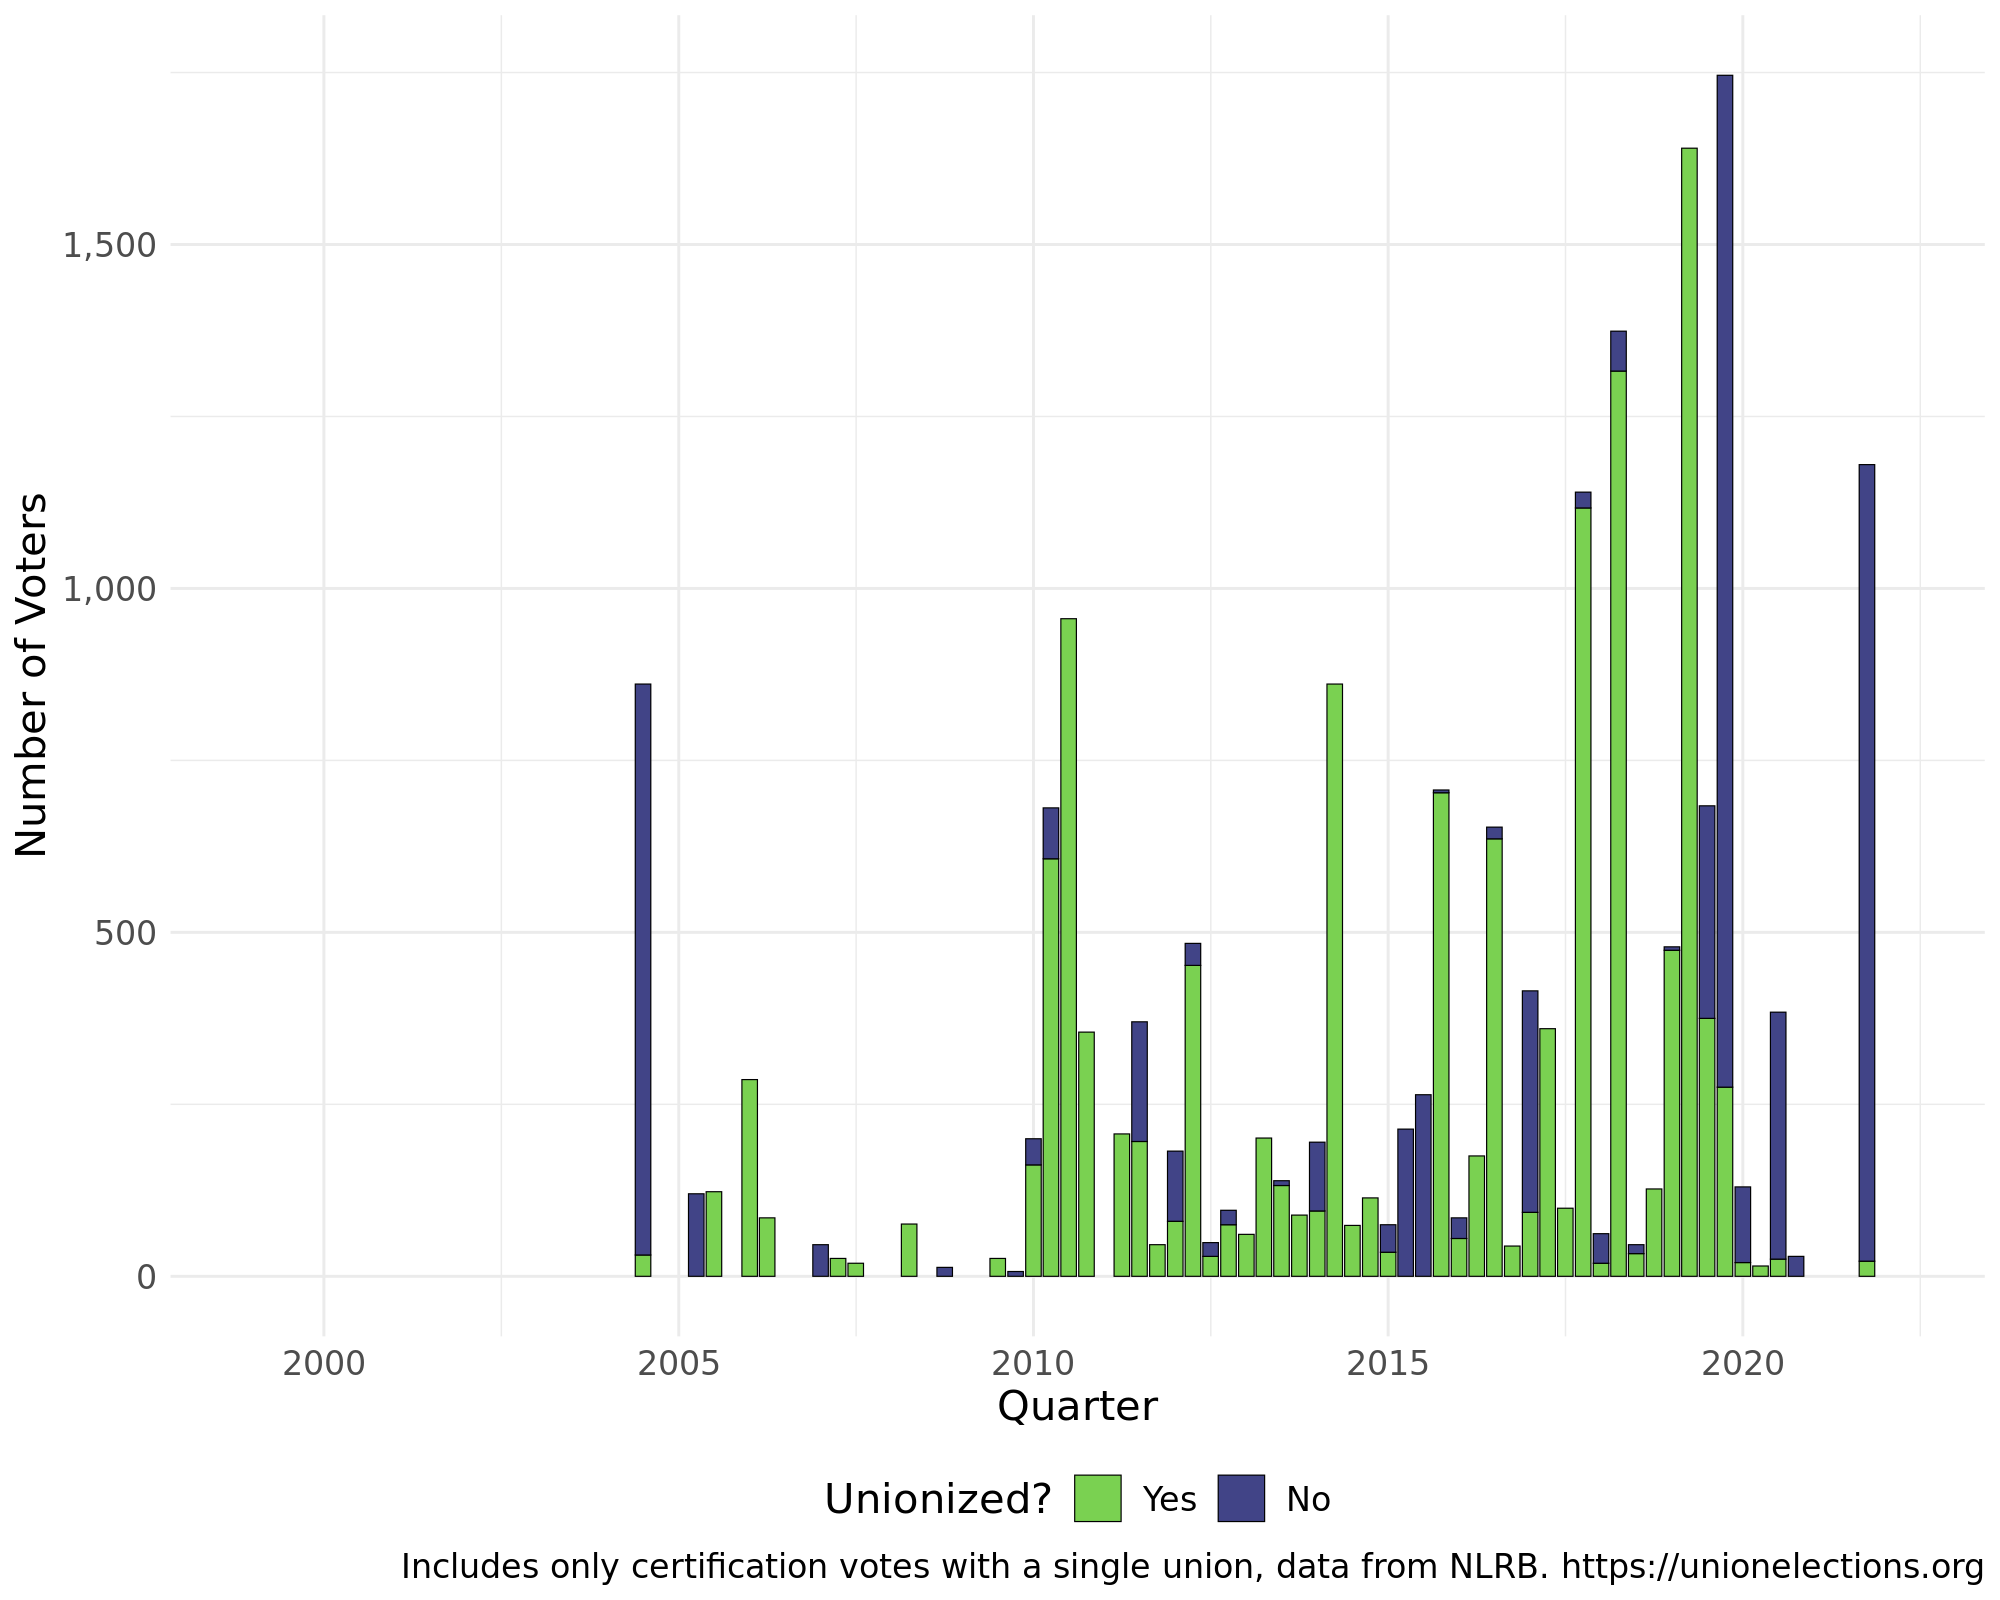 Number of Voters
1,500
1,000
500
0
2000 2005 2010 2015 2020
Quarter
Unionized? Yes No
Includes only certification votes with a single union, data from NLRB. https://unionelections.org